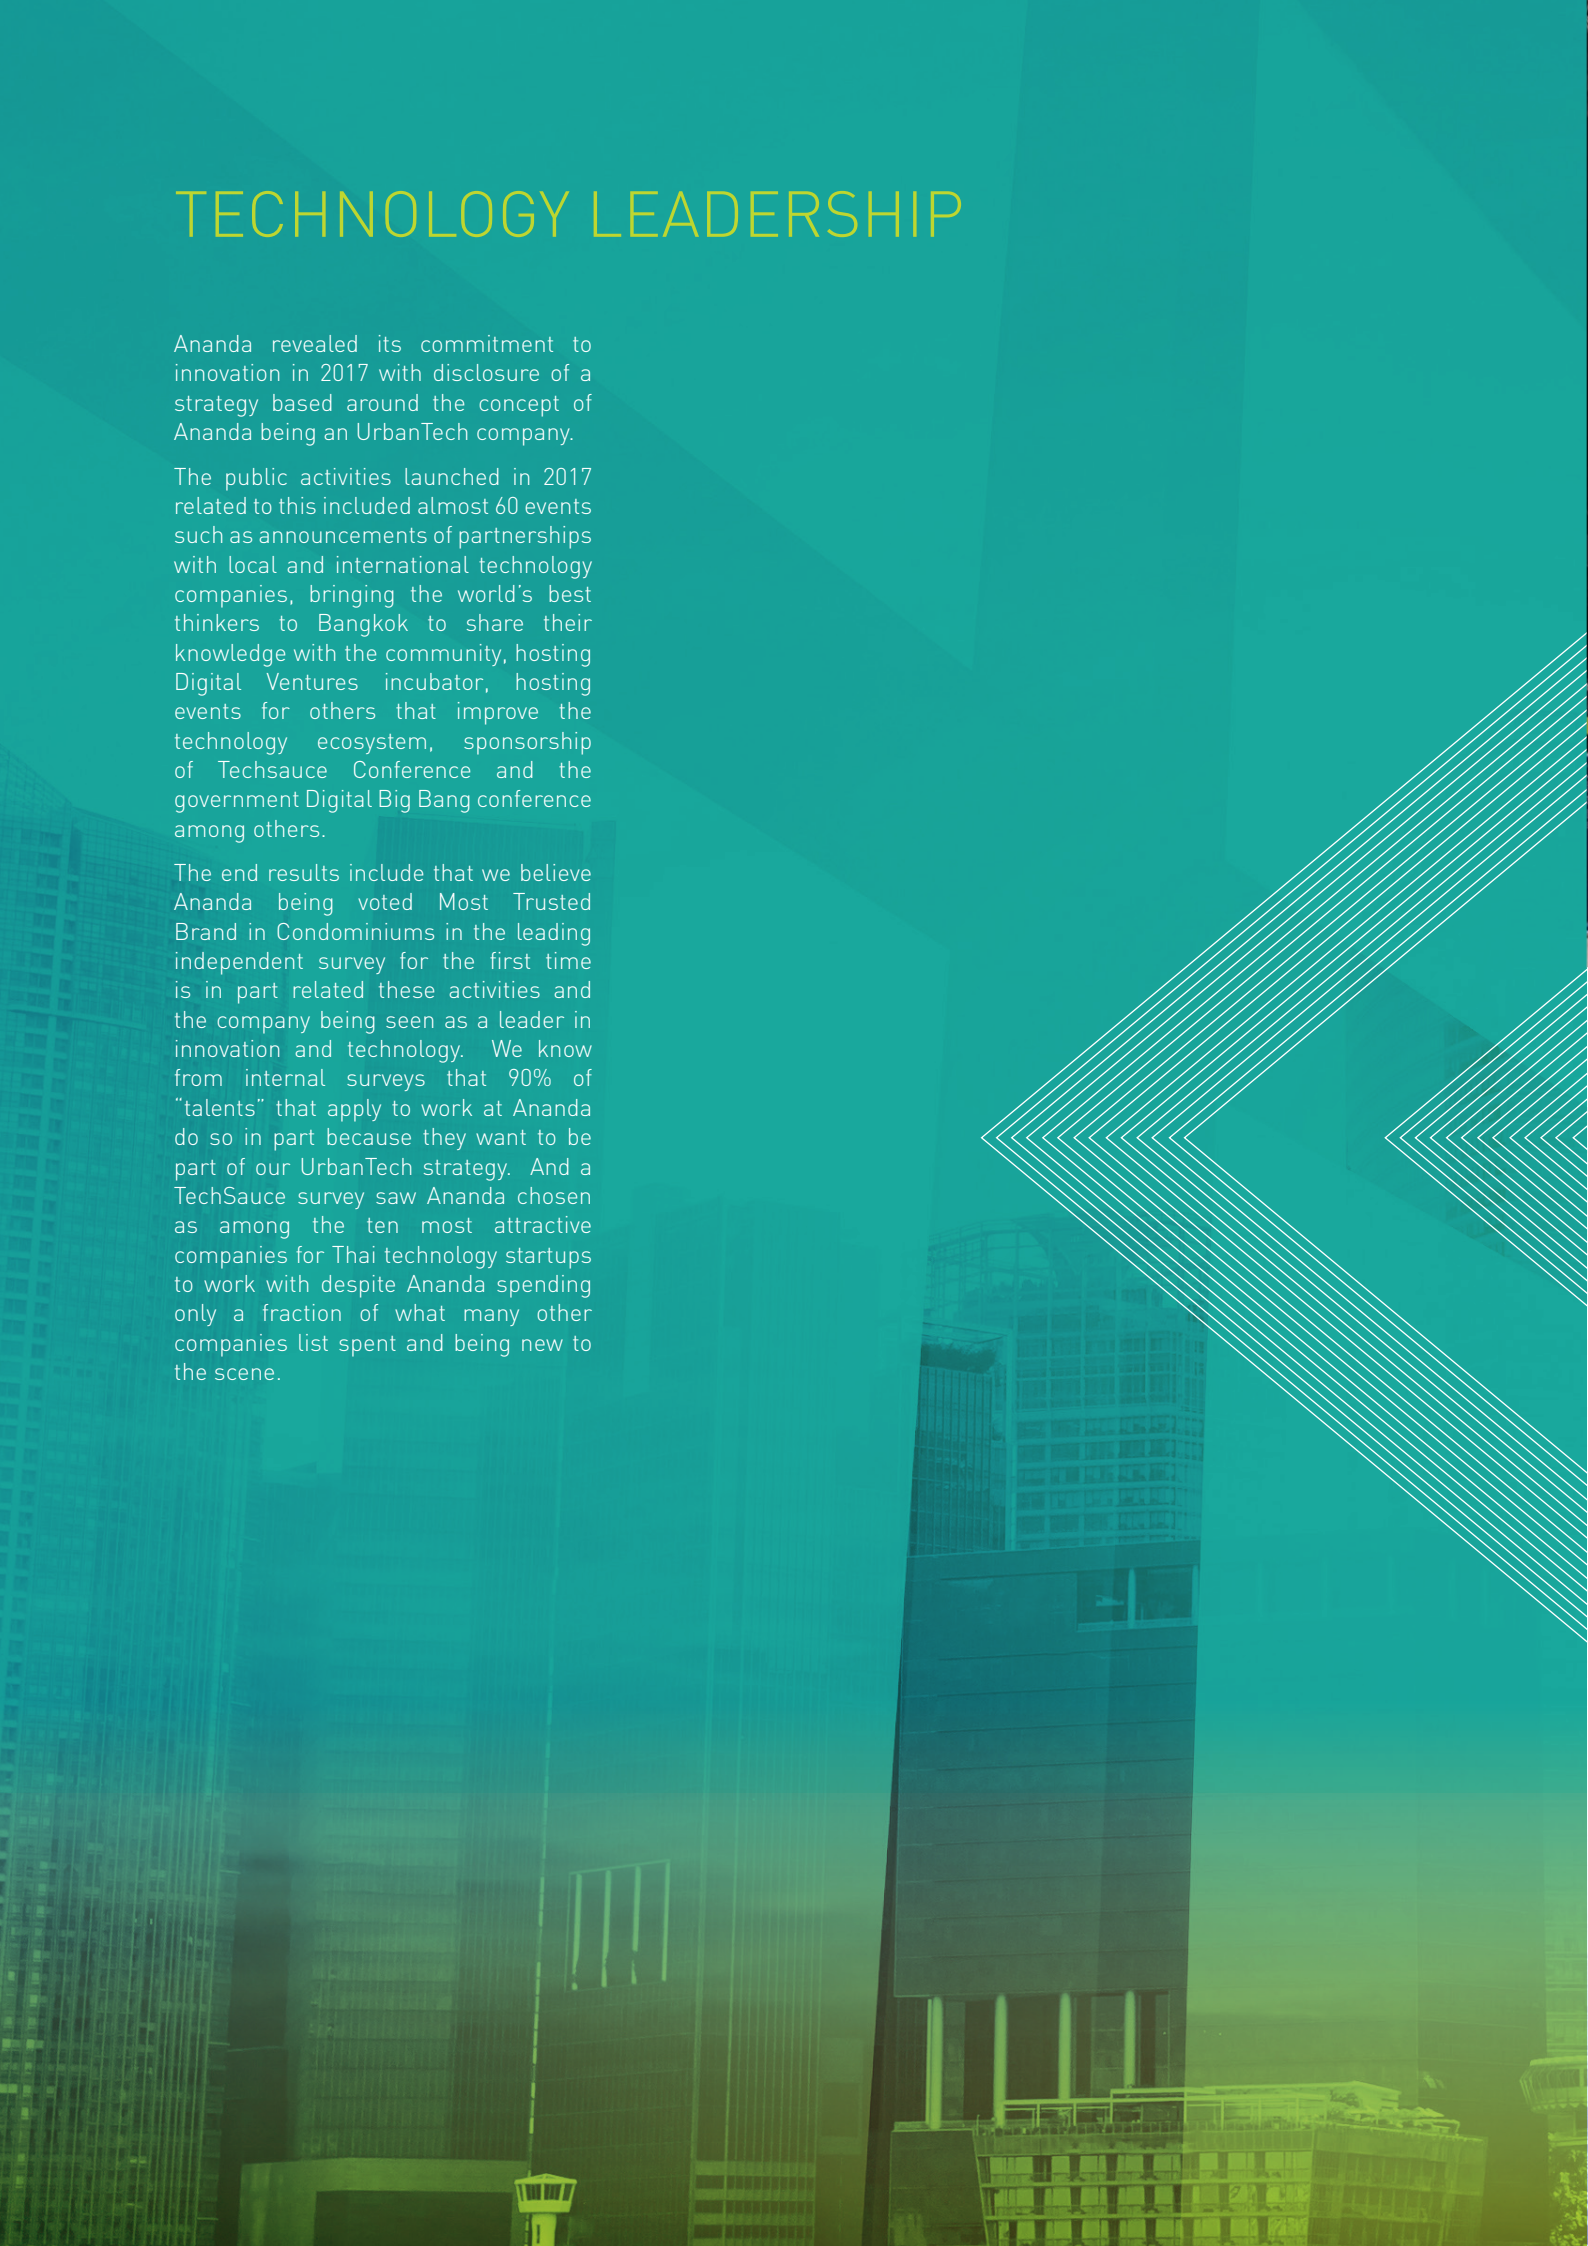 TECHNOLOGY LEADERSHIP
Ananda revealed its commitment to
innovation in 2017 with disclosure of a
strategy based around the concept of
Ananda being an UrbanTech company.
The public activities launched in 2017
related to this included almost 60 events
such as announcements of partnerships
with local and international technology
companies, bringing the world’s best
thinkers to Bangkok to share their
knowledge with the community, hosting
Digital Ventures incubator, hosting
events for others that improve the
technology ecosystem, sponsorship
of Techsauce Conference and the
government Digital Big Bang conference
among others.
The end results include that we believe
Ananda being voted Most Trusted
Brand in Condominiums in the leading
independent survey for the first time
is in part related these activities and
the company being seen as a leader in
innovation and technology.  We know
from internal surveys that 90% of
“talents” that apply to work at Ananda
do so in part because they want to be
part of our UrbanTech strategy.  And a
TechSauce survey saw Ananda chosen
as among the ten most attractive
companies for Thai technology startups
to work with despite Ananda spending
only a fraction of what many other
companies list spent and being new to
the scene.